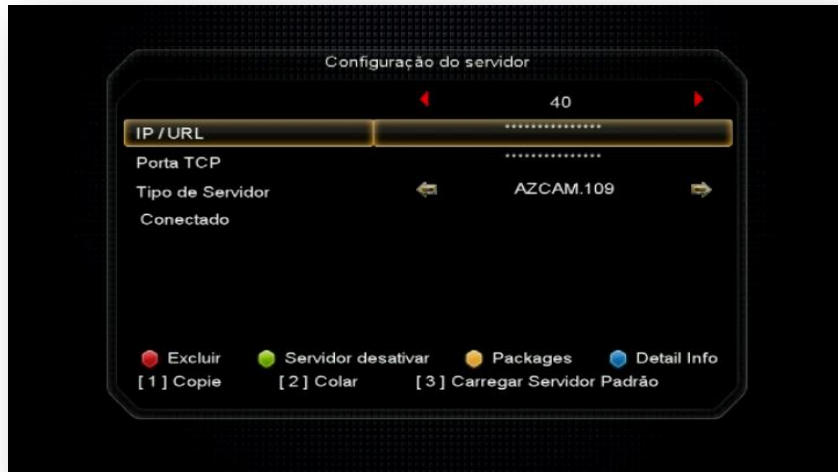 Configuração do servidor
40
IP / URL ***************
Porta TCP ***************
Tipo de Servidor AZCAM.109
Conectado
Excluir Servidor desativar Packages Detail Info
[ 1 ] Copie [ 2 ] Colar [ 3 ] Carregar Servidor Padrão